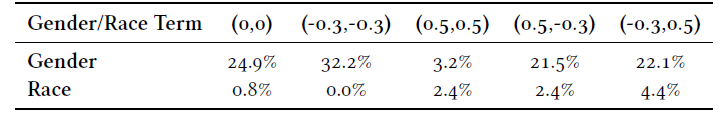 Gender/Race Term (0,0) (-0.3,-0.3) (0.5,0.5) (0.5,-0.3) (-0.3,0.5)
Gender 24.9% 32.2% 3.2% 21.5% 22.1%
Race 0.8% 0.0% 2.4% 2.4% 4.4%